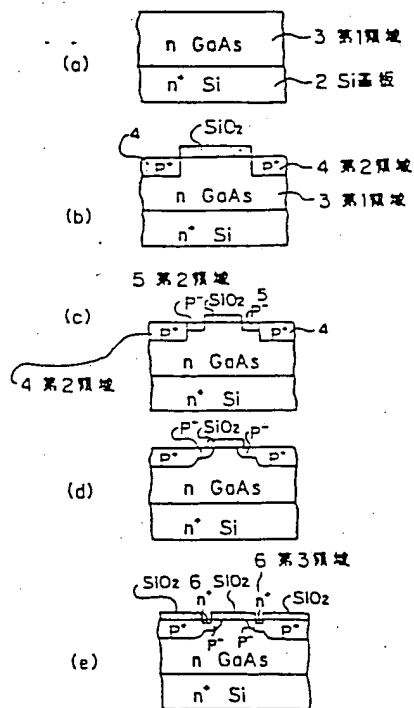 n GaAs
3 第1領域
(a)
n⁺ Si
2 Si基板
SiO₂
4
P⁺
P⁺
4 第2領域
n GaAs
3 第1領域
(b)
n⁺ Si
5 第2領域
P⁻
SiO₂
5
P⁻
(c)
P⁺
P⁺
4
4 第2領域
n GaAs
n⁺ Si
P⁻
SiO₂
P⁻
P⁺
P⁺
n GaAs
(d)
n⁺ Si
6 第3領域
SiO₂
6
SiO₂
SiO₂
n⁺
n⁺
P⁺
P⁺
P⁻
P⁻
(e)
n GaAs
n⁺ Si